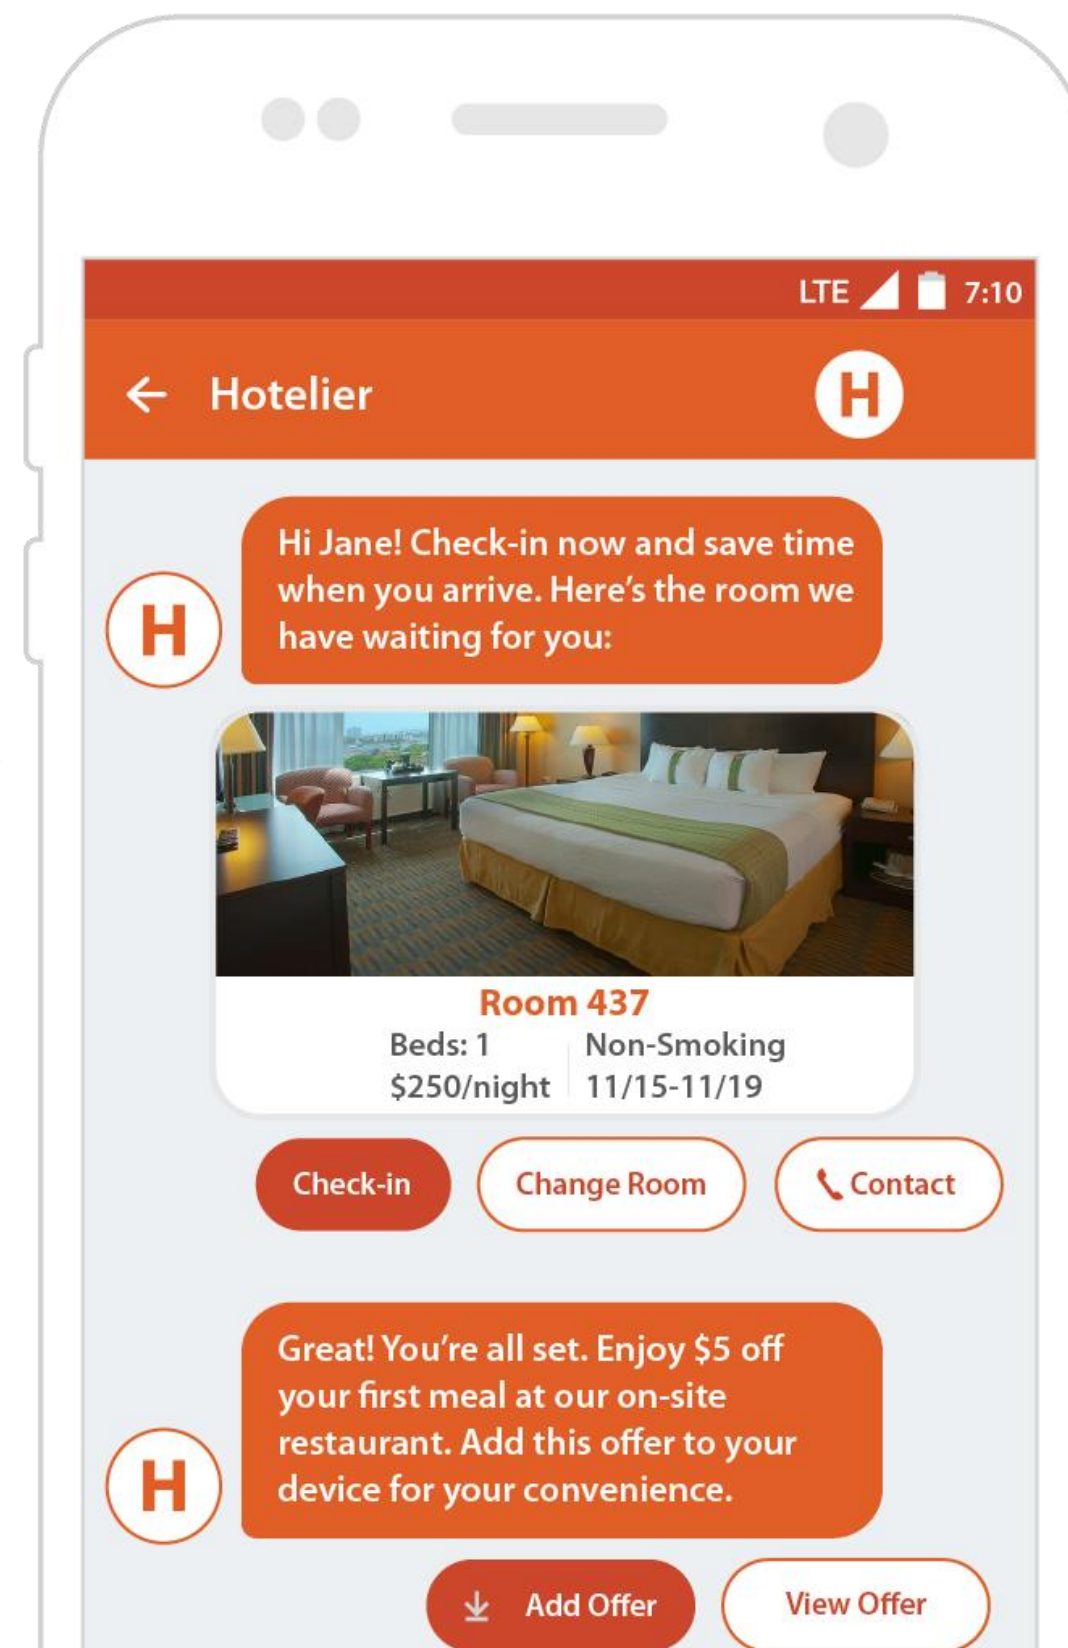 LTE 7:10
Hotelier
H
Hi Jane! Check-in now and save time
when you arrive. Here's the room we
have waiting for you:
H
Room 437
Beds: 1
Non-Smoking
$250/night
11/15-11/19
Check-in
Change Room
Contact
Great! You're all set. Enjoy $5 off
your first meal at our on-site
restaurant. Add this offer to your
device for your convenience.
H
Add Offer
View Offer